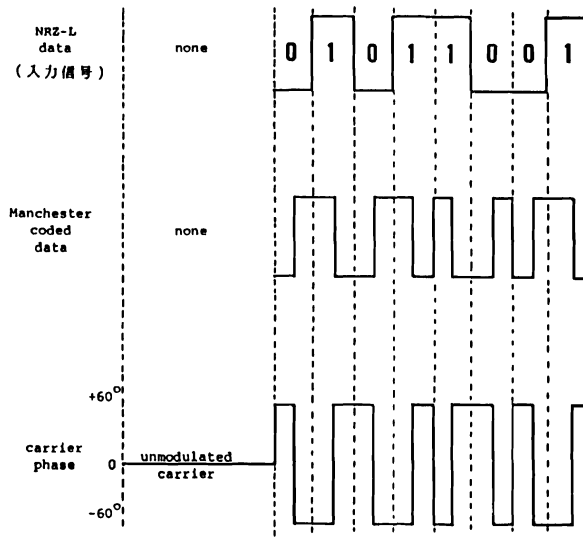 NRZ-L
data
(入力信号)
none
0 1 0 1 1 0 0 1
Manchester
coded
data
none
+60°
carrier
phase
0
unmodulated
carrier
-60°